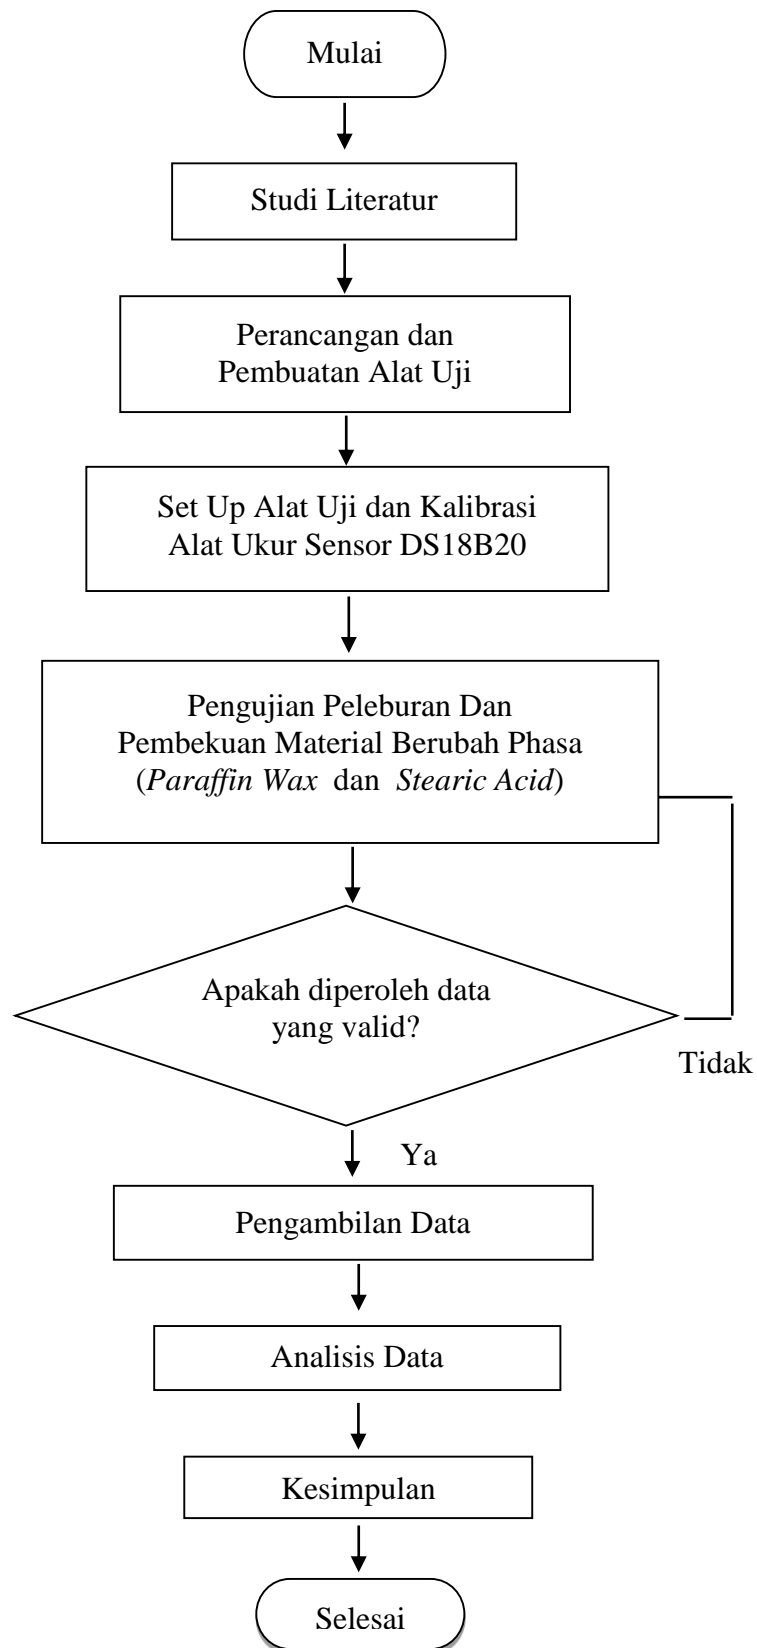 Mulai
Studi Literatur
Perancangan dan
Pembuatan Alat Uji
Set Up Alat Uji dan Kalibrasi
Alat Ukur Sensor DS18B20
Pengujian Peleburan Dan
Pembekuan Material Berubah Phasa
(Paraffin Wax dan Stearic Acid)
Apakah diperoleh data
yang valid?
Tidak
Ya
Pengambilan Data
Analisis Data
Kesimpulan
Selesai